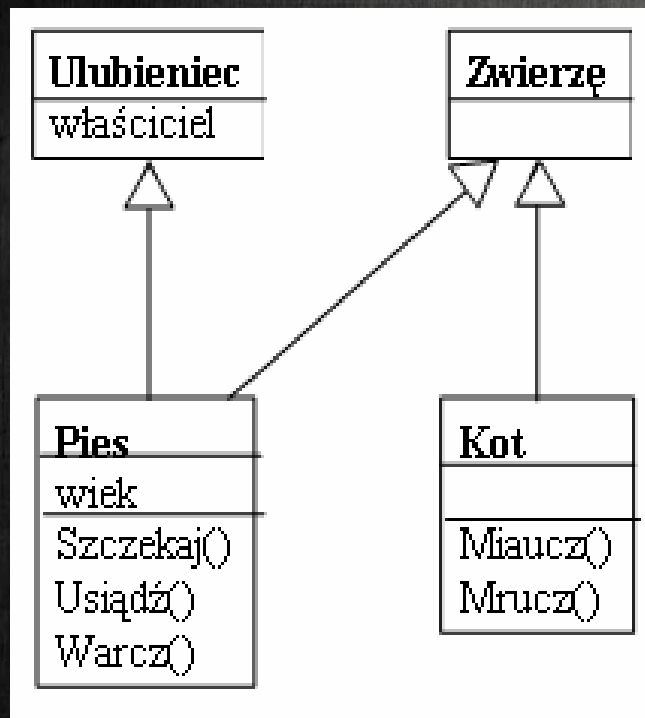 Ulubieniec
właściciel
Zwierzę
Pies
wiek
Szczekaj()
Usiądź()
Warcz()
Kot
Miaucz()
Mrucz()